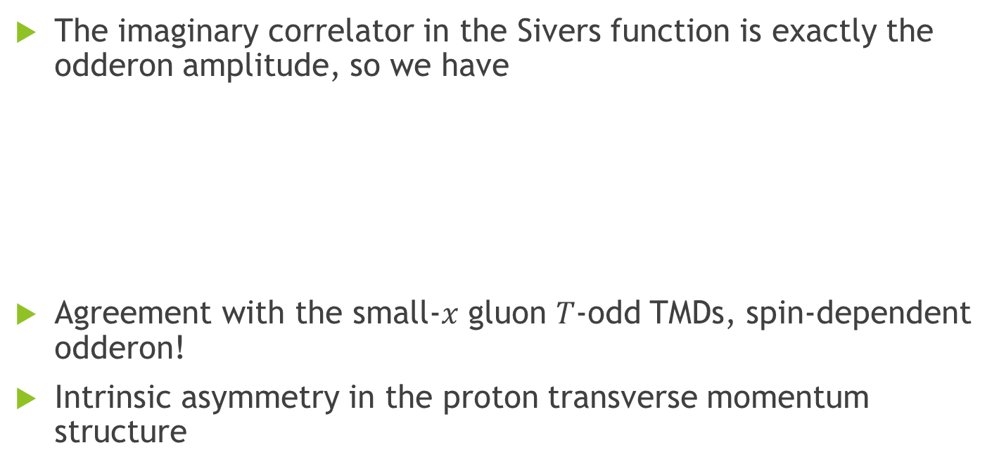 The imaginary correlator in the Sivers function is exactly the
odderon amplitude, so we have
Agreement with the small-x gluon T-odd TMDs, spin-dependent
odderon!
Intrinsic asymmetry in the proton transverse momentum
structure